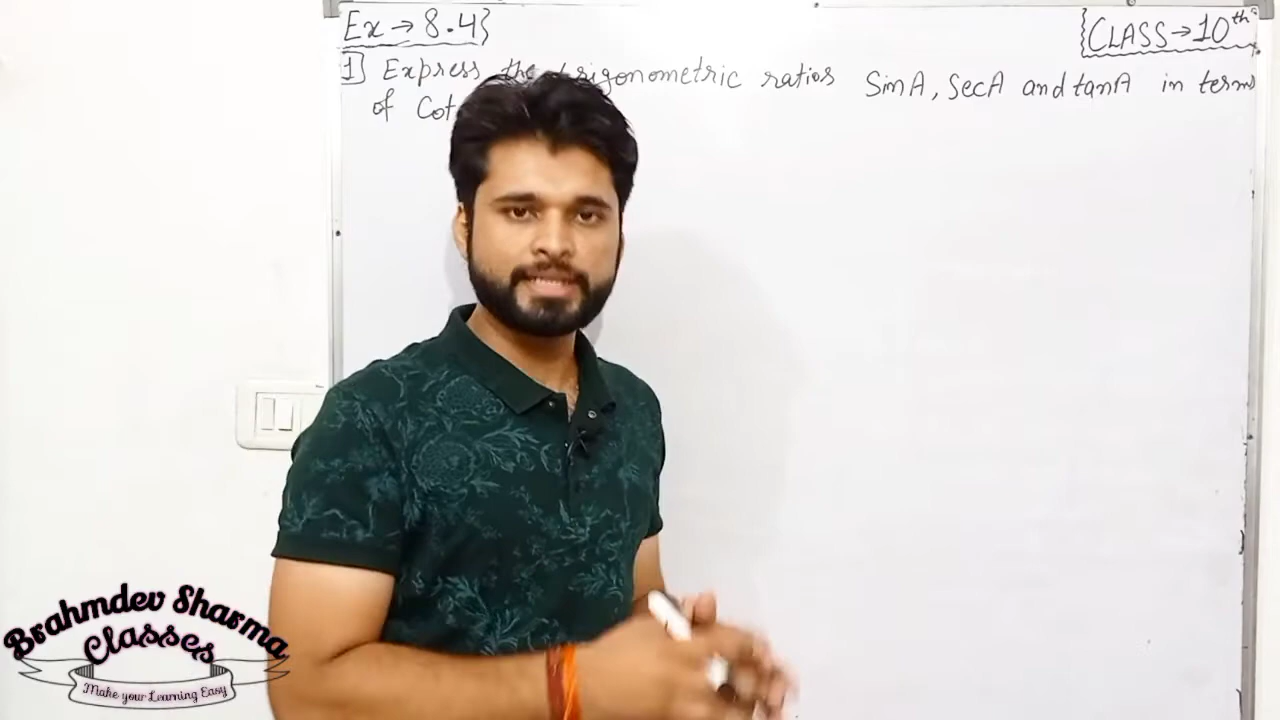 Ex → 8.4}
{CLASS → 10th
1] Express the trigonometric ratios SinA, SecA and tanA in terms
of Cot
Brahmdev Sharma
Classes
Make your Learning Easy